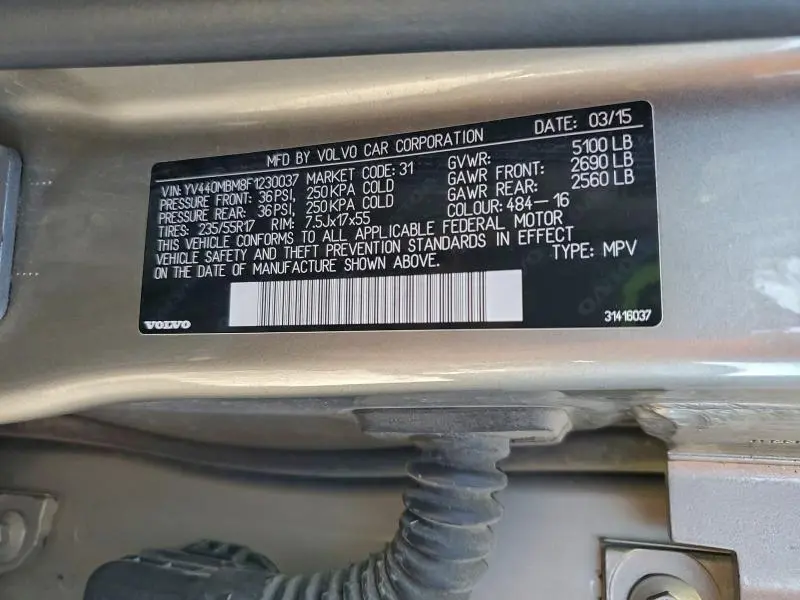 MFD BY VOLVO CAR CORPORATION DATE: 03/15
VIN: YV440MBM8F1230037 MARKET CODE: 31 GVWR: 5100 LB
PRESSURE FRONT: 36 PSI, 250 KPA COLD GAWR FRONT: 2690 LB
PRESSURE REAR: 36 PSI, 250 KPA COLD GAWR REAR: 2560 LB
TIRES: 235/55R17 RIM: 7.5Jx17x55 COLOUR: 484-16
THIS VEHICLE CONFORMS TO ALL APPLICABLE FEDERAL MOTOR
VEHICLE SAFETY AND THEFT PREVENTION STANDARDS IN EFFECT TYPE: MPV
ON THE DATE OF MANUFACTURE SHOWN ABOVE.
VOLVO 31416037